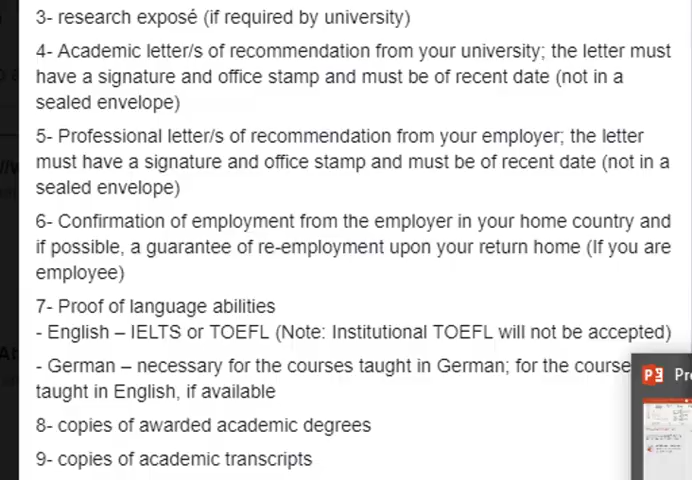 3- research exposé (if required by university)
4- Academic letter/s of recommendation from your university; the letter must
have a signature and office stamp and must be of recent date (not in a
sealed envelope)
5- Professional letter/s of recommendation from your employer; the letter
must have a signature and office stamp and must be of recent date (not in a
sealed envelope)
6- Confirmation of employment from the employer in your home country and
if possible, a guarantee of re-employment upon your return home (If you are
employee)
7- Proof of language abilities
- English – IELTS or TOEFL (Note: Institutional TOEFL will not be accepted)
- German – necessary for the courses taught in German; for the course
taught in English, if available
8- copies of awarded academic degrees
9- copies of academic transcripts